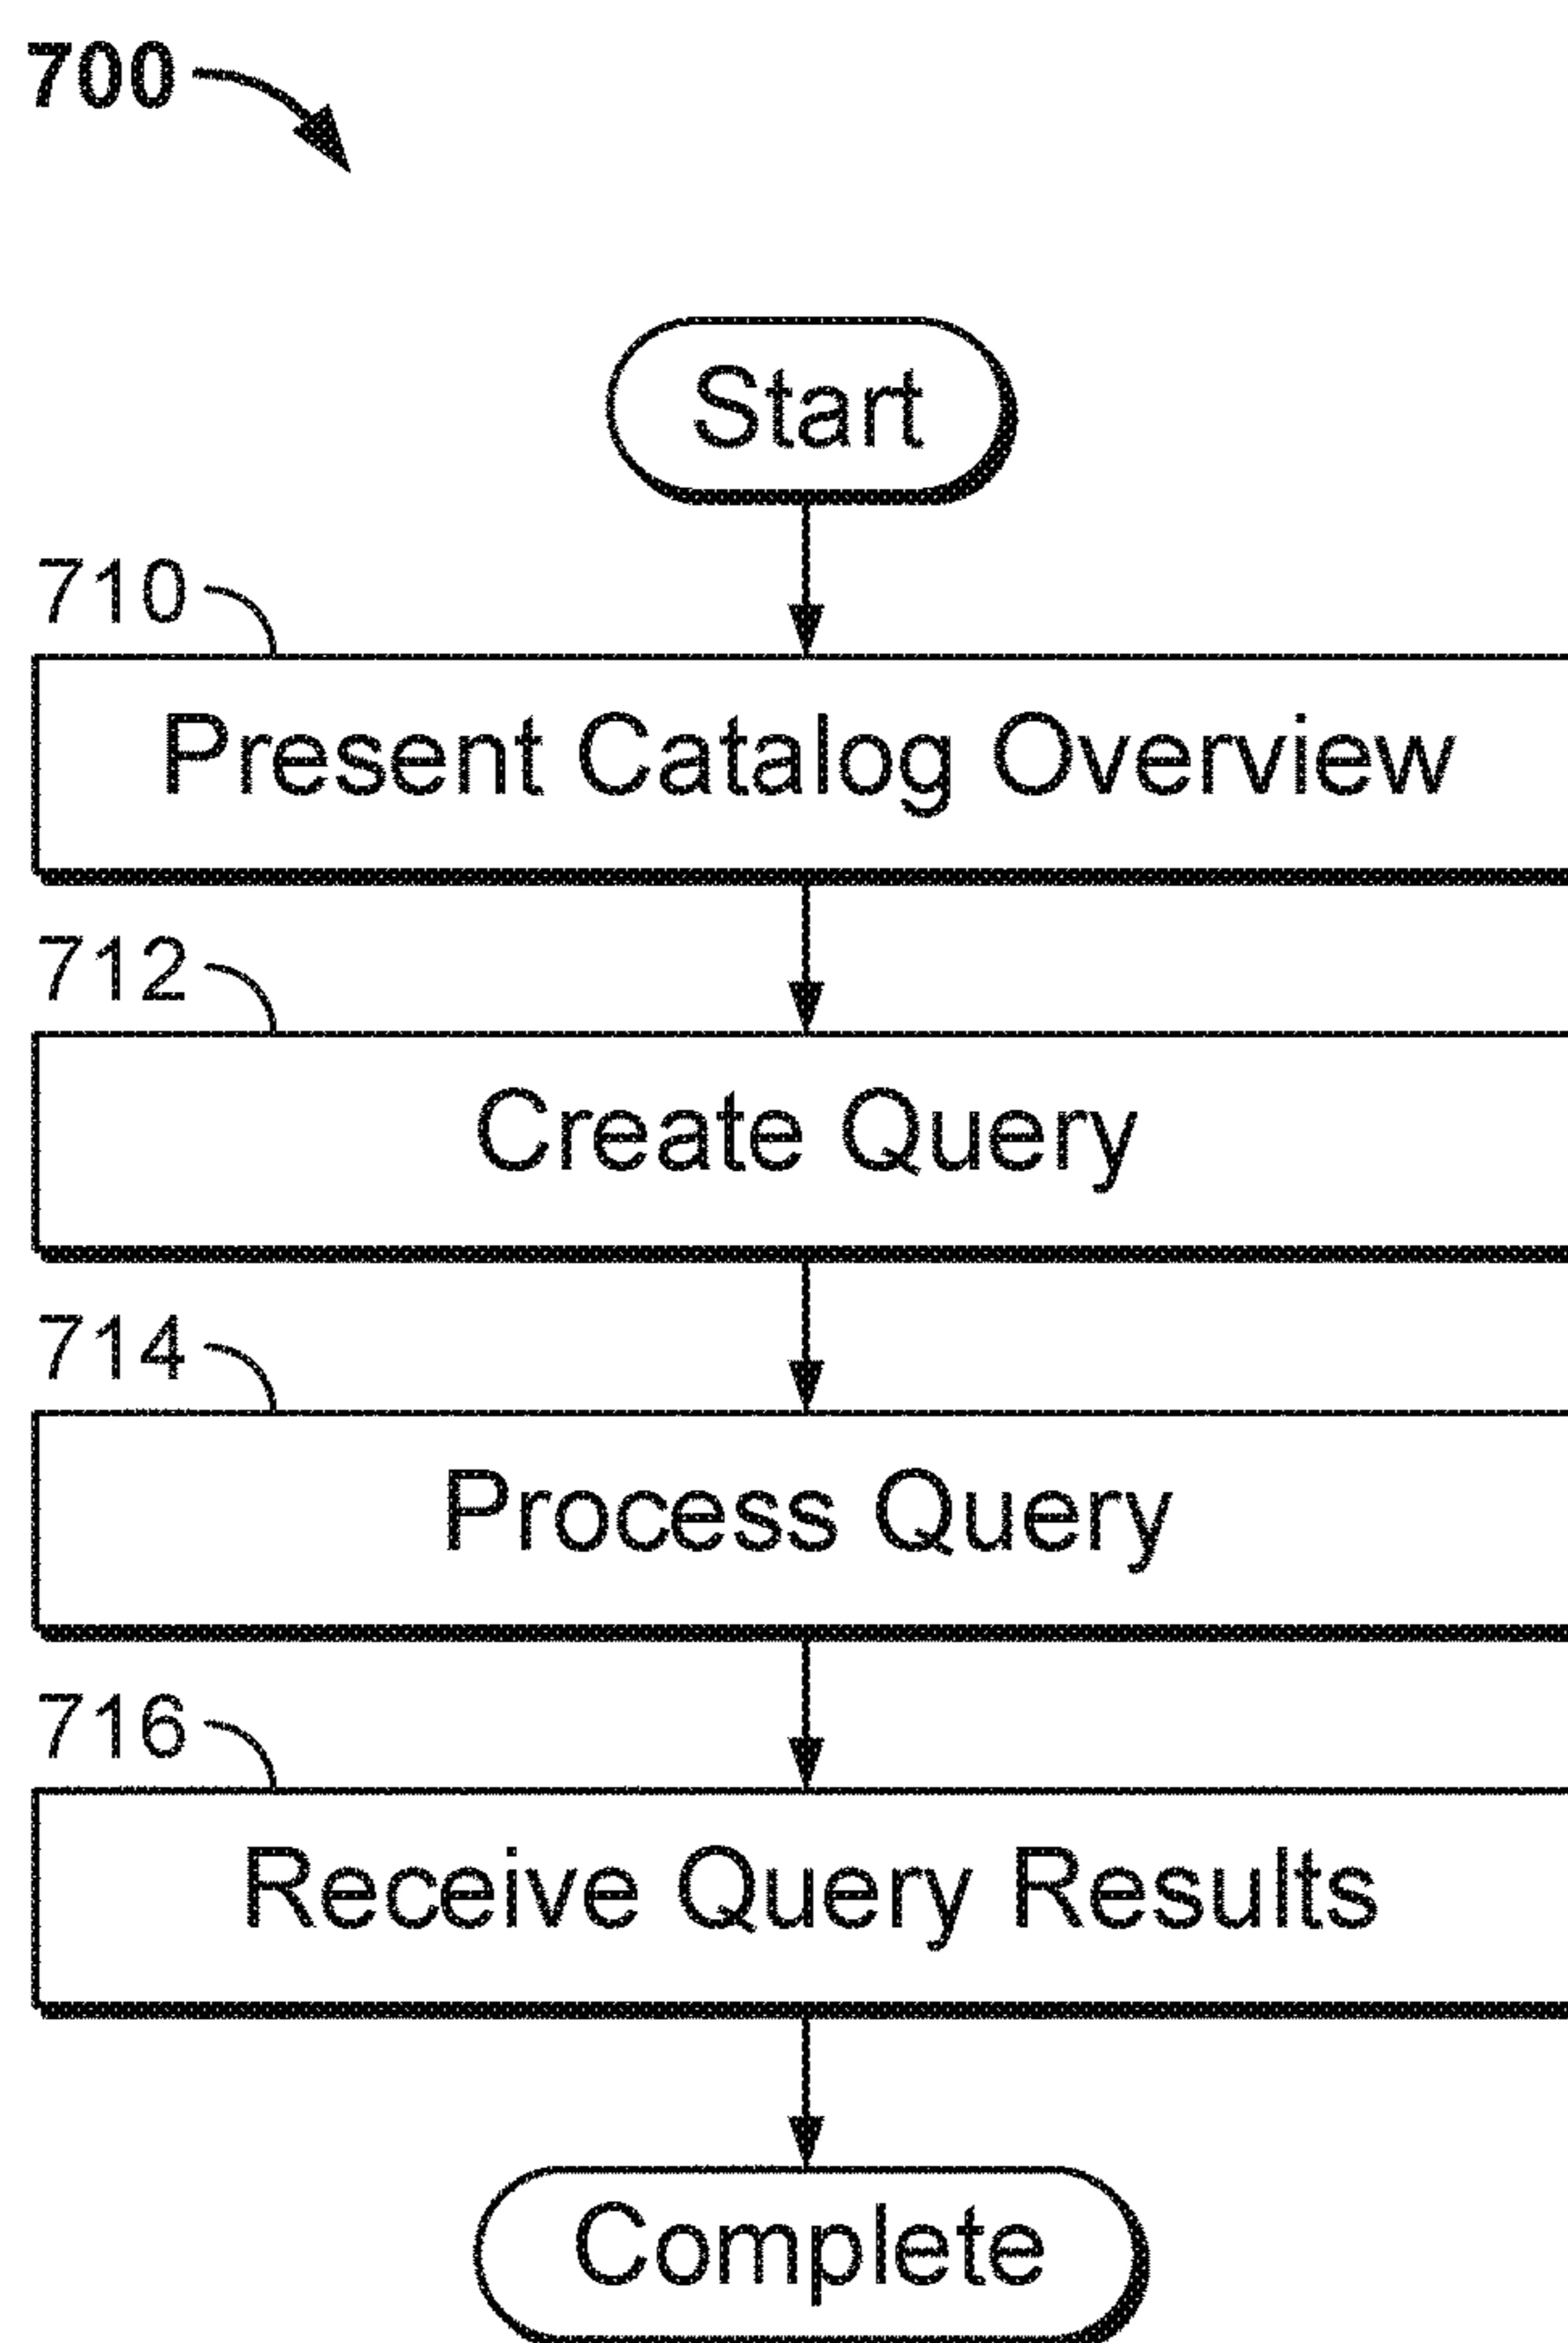 700
Start
710
Present Catalog Overview
712
Create Query
714
Process Query
716
Receive Query Results
Complete